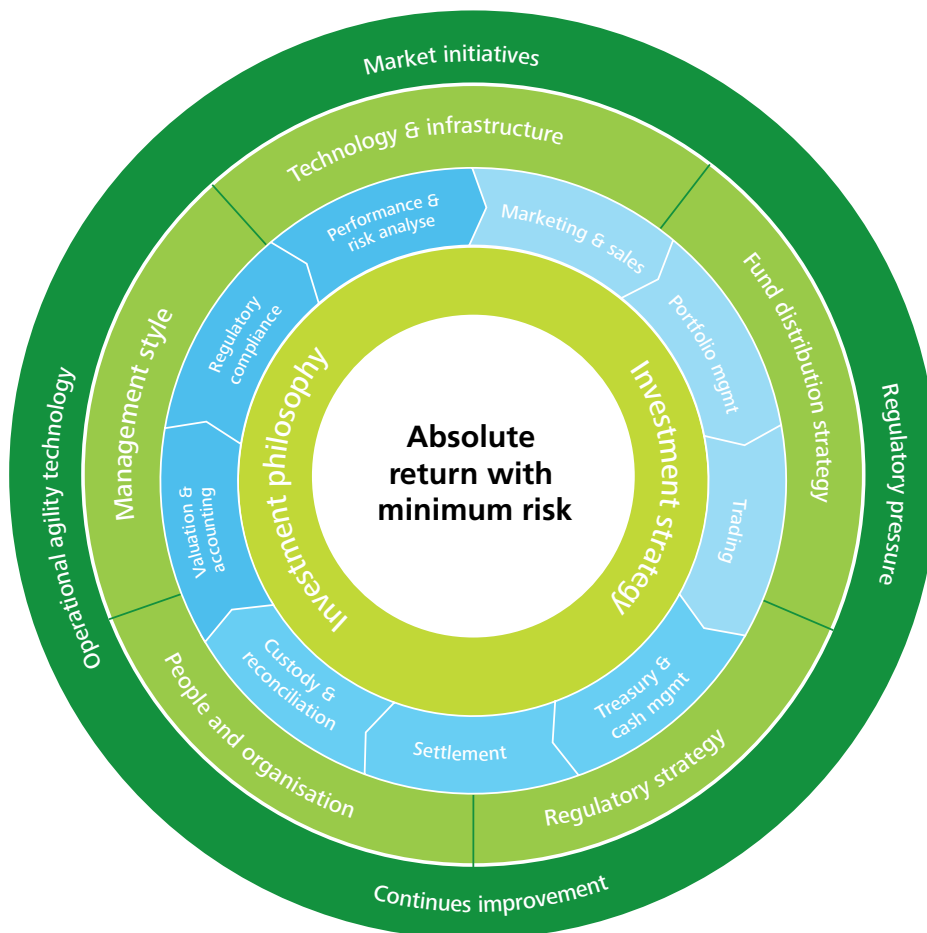 Market initiatives
Regulatory pressure
Continues improvement
Operational agility technology
Technology & infrastructure
Fund distribution strategy
Regulatory strategy
People and organisation
Management style
Marketing & sales
Portfolio mgmt
Trading
Treasury &
cash mgmt
Settlement
Custody &
reconciliation
Valuation &
accounting
Regulatory
compliance
Performance &
risk analyse
Investment philosophy
Investment strategy
Absolute
return with
minimum risk